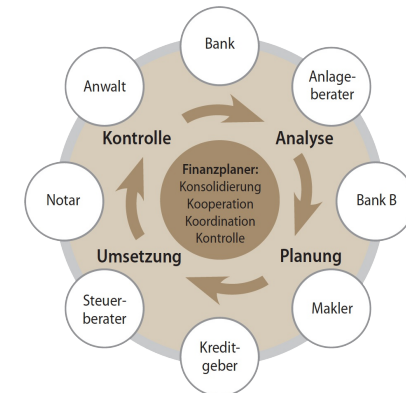 Bank
Anwalt
Anlage-
berater
Kontrolle
Analyse
Finanzplaner:
Konsolidierung
Kooperation
Koordination
Kontrolle
Notar
Bank B
Umsetzung
Planung
Steuer-
berater
Makler
Kredit-
geber